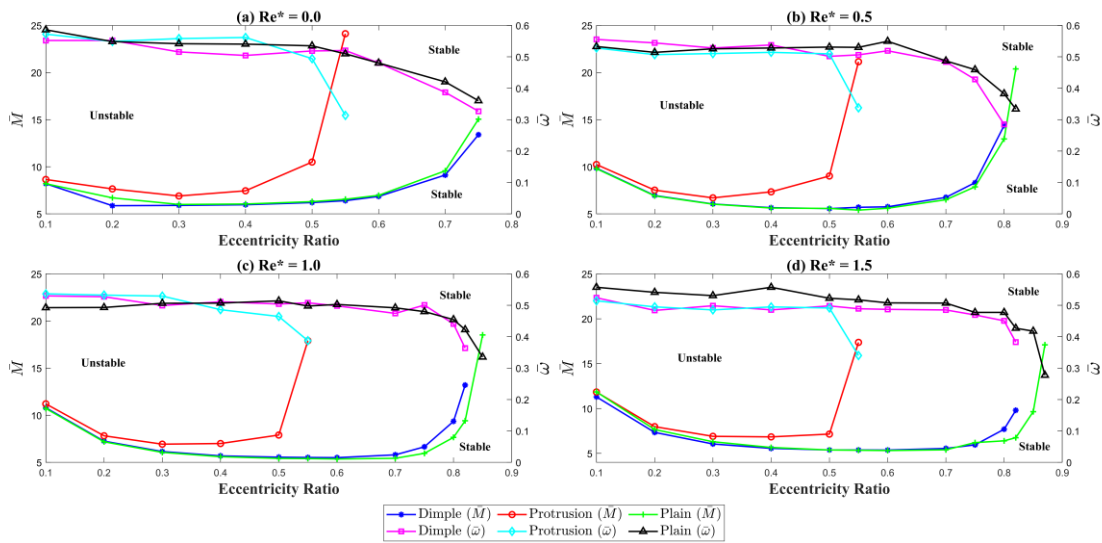 (a) Re* = 0.0
25
20
15
10
5
M̄
0.6
0.5
0.4
0.3
0.2
0.1
0
ω̄
Stable
Unstable
Stable
0.1 0.2 0.3 0.4 0.5 0.6 0.7 0.8
Eccentricity Ratio
(b) Re* = 0.5
25
20
15
10
5
M̄
0.6
0.5
0.4
0.3
0.2
0.1
0
ω̄
Stable
Unstable
Stable
0.1 0.2 0.3 0.4 0.5 0.6 0.7 0.8 0.9
Eccentricity Ratio
(c) Re* = 1.0
25
20
15
10
5
M̄
0.6
0.5
0.4
0.3
0.2
0.1
0
ω̄
Stable
Unstable
Stable
0.1 0.2 0.3 0.4 0.5 0.6 0.7 0.8 0.9
Eccentricity Ratio
(d) Re* = 1.5
25
20
15
10
5
M̄
0.6
0.5
0.4
0.3
0.2
0.1
0
ω̄
Stable
Unstable
Stable
0.1 0.2 0.3 0.4 0.5 0.6 0.7 0.8 0.9
Eccentricity Ratio
Dimple (M̄) Protrusion (M̄) Plain (M̄)
Dimple (ω̄) Protrusion (ω̄) Plain (ω̄)